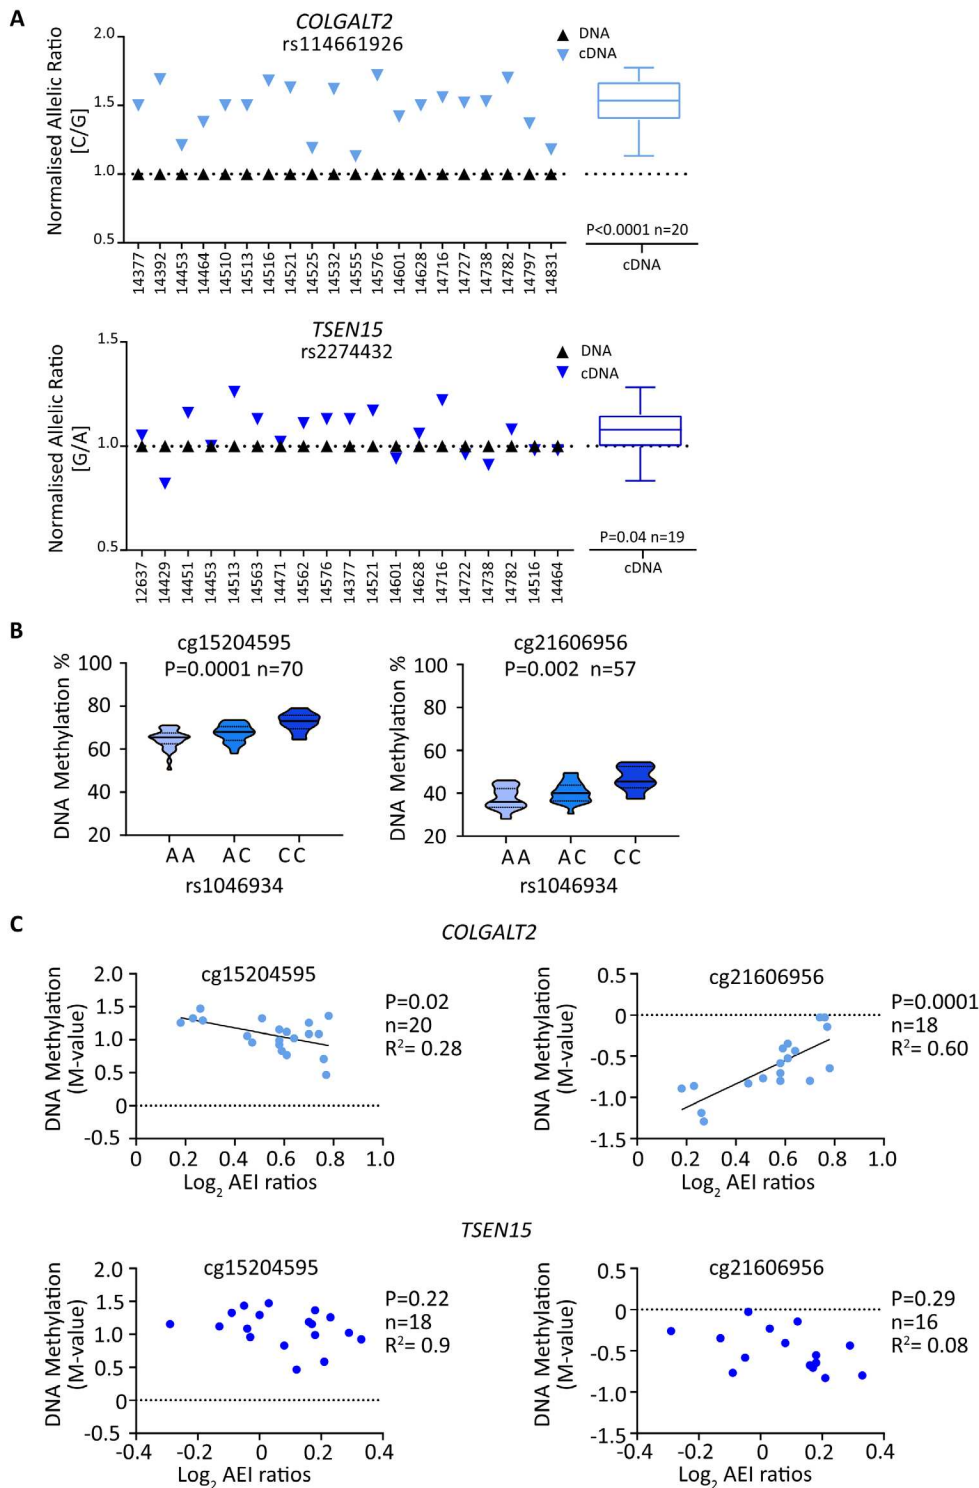 A
COLGALT2
rs114661926
DNA
cDNA
2.0
1.5
1.0
0.5
Normalised Allelic Ratio
[C/G]
14377
14392
14453
14464
14510
14513
14516
14521
14525
14532
14555
14576
14601
14628
14716
14727
14738
14782
14797
14831
P<0.0001 n=20
cDNA
TSEN15
rs2274432
DNA
cDNA
1.5
1.0
0.5
Normalised Allelic Ratio
[G/A]
12637
14429
14451
14453
14513
14563
14471
14562
14576
14377
14521
14601
14628
14716
14722
14738
14782
14516
14464
P=0.04 n=19
cDNA
B
cg15204595
P=0.0001 n=70
DNA Methylation %
100
80
60
40
20
AA AC CC
rs1046934
cg21606956
P=0.002 n=57
DNA Methylation %
100
80
60
40
20
AA AC CC
rs1046934
C
COLGALT2
cg15204595
DNA Methylation
(M-value)
2.0
1.5
1.0
0.5
0
-0.5
0 0.2 0.4 0.6 0.8 1.0
Log2 AEI ratios
P=0.02
n=20
R2= 0.28
cg21606956
DNA Methylation
(M-value)
0.5
0
-0.5
-1.0
-1.5
0 0.2 0.4 0.6 0.8 1.0
Log2 AEI ratios
P=0.0001
n=18
R2= 0.60
TSEN15
cg15204595
DNA Methylation
(M-value)
2.0
1.5
1.0
0.5
0
-0.5
-0.4 -0.2 0 0.2 0.4
Log2 AEI ratios
P=0.22
n=18
R2= 0.9
cg21606956
DNA Methylation
(M-value)
0.5
0
-0.5
-1.0
-1.5
-0.4 -0.2 0 0.2 0.4
Log2 AEI ratios
P=0.29
n=16
R2= 0.08